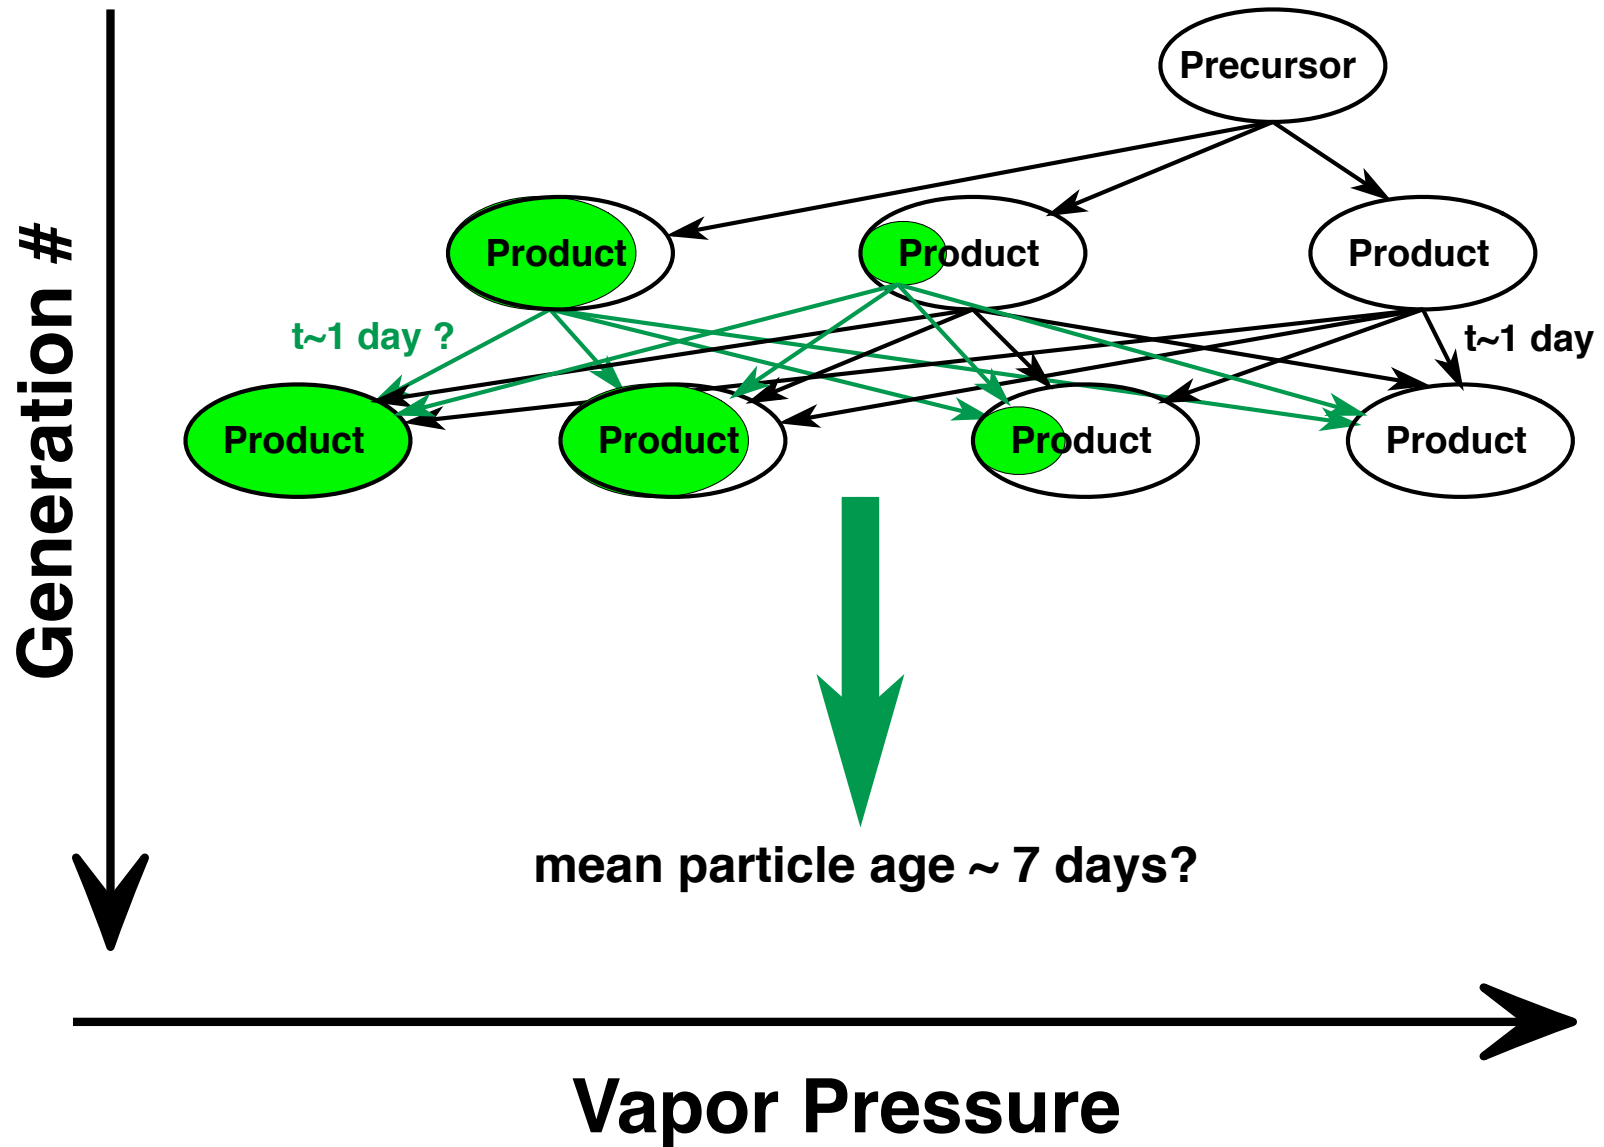 Precursor
Product
Product
Product
t~1 day ?
t~1 day
Product
Product
Product
Product
Generation #
mean particle age ~ 7 days?
Vapor Pressure